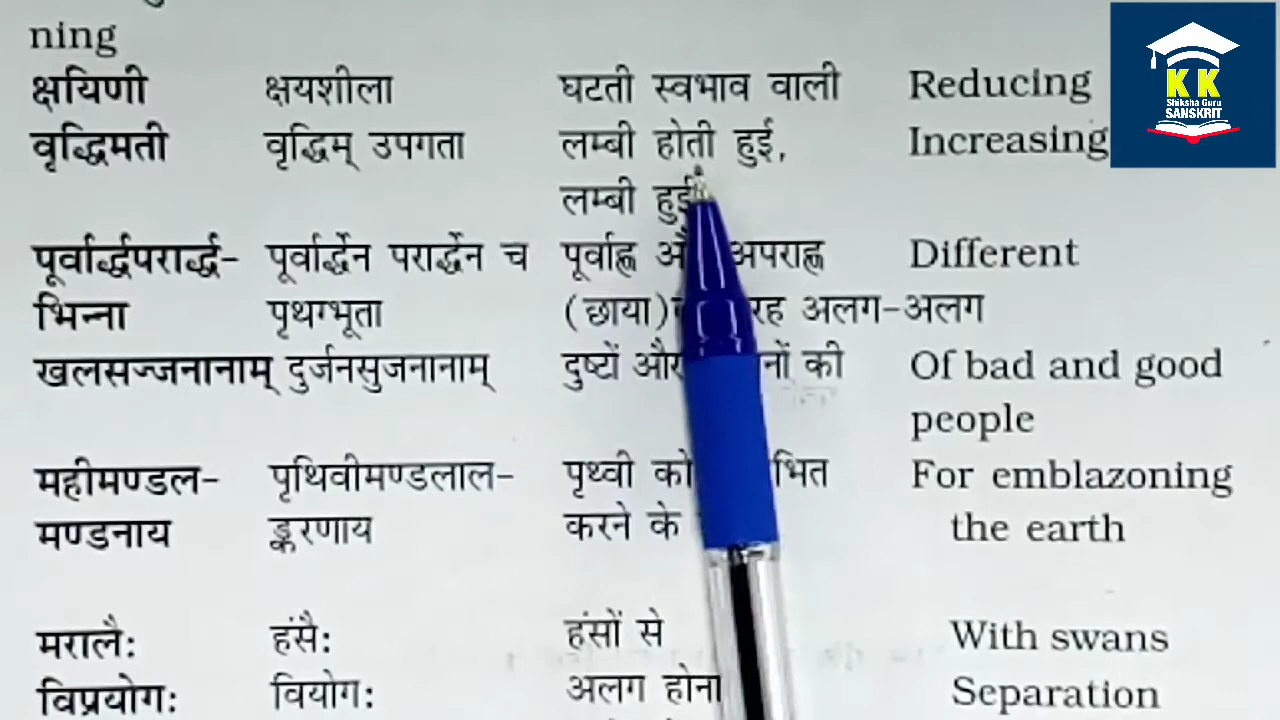 ning
क्षयिणी क्षयशीला घटती स्वभाव वाली Reducing
वृद्धिमती वृद्धिम् उपगता लम्बी होती हुई, Increasing
लम्बी हुई
पूर्वार्द्धपरार्द्ध- पूर्वार्द्धेन परार्द्धेन च पूर्वाह्न अपराह्न Different
भिन्ना पृथग्भूता (छाया) अलग-अलग
खलसज्जनानाम् दुर्जनसुजनानाम् दुष्टों और की Of bad and good
people
महीमण्डल- पृथिवीमण्डलाल- पृथ्वी को For emblazoning
मण्डनाय ङ्करणाय करने के the earth
मरालैः हंसैः हंसों से With swans
विप्रयोगः वियोगः अलग होना Separation
K K
Shiksha Guru
SANSKRIT